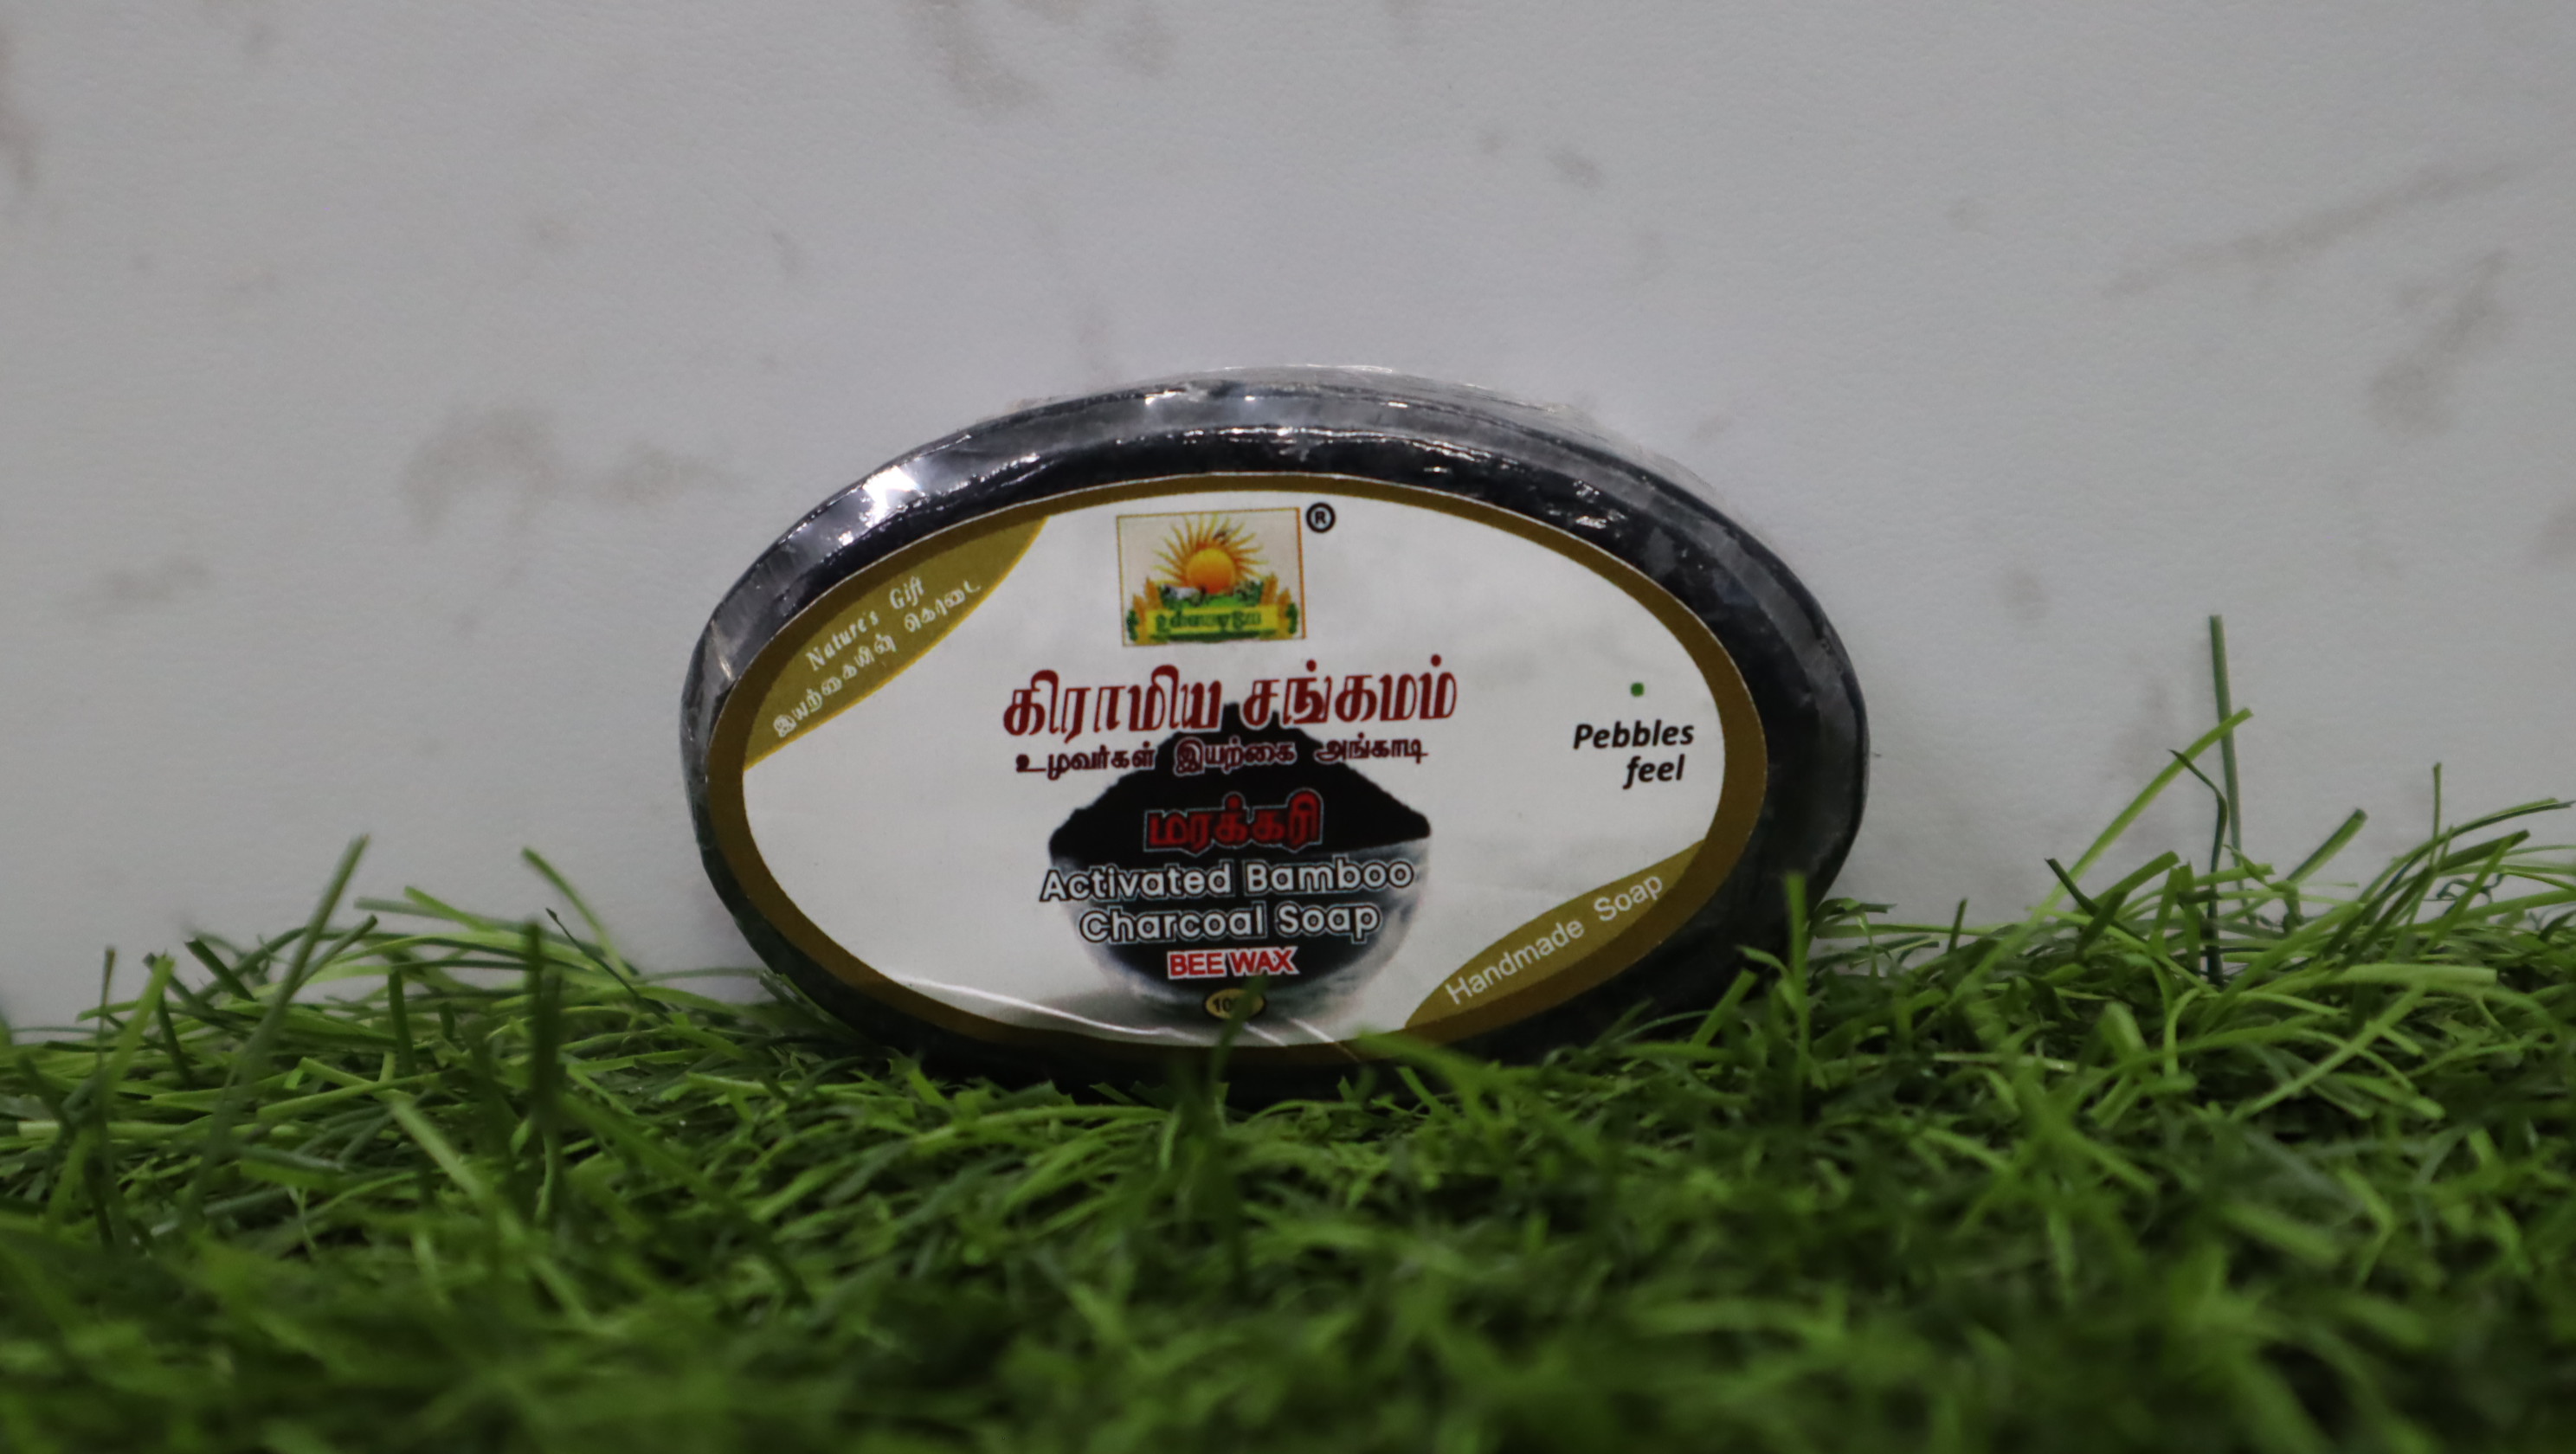 ®
Nature's Gift
இயற்கையின் கொடை
கிராமிய சங்கமம்
உழவர்கள் இயற்கை அங்காடி
Pebbles
feel
மரக்கரி
Activated Bamboo
Charcoal Soap
BEE WAX
Handmade Soap